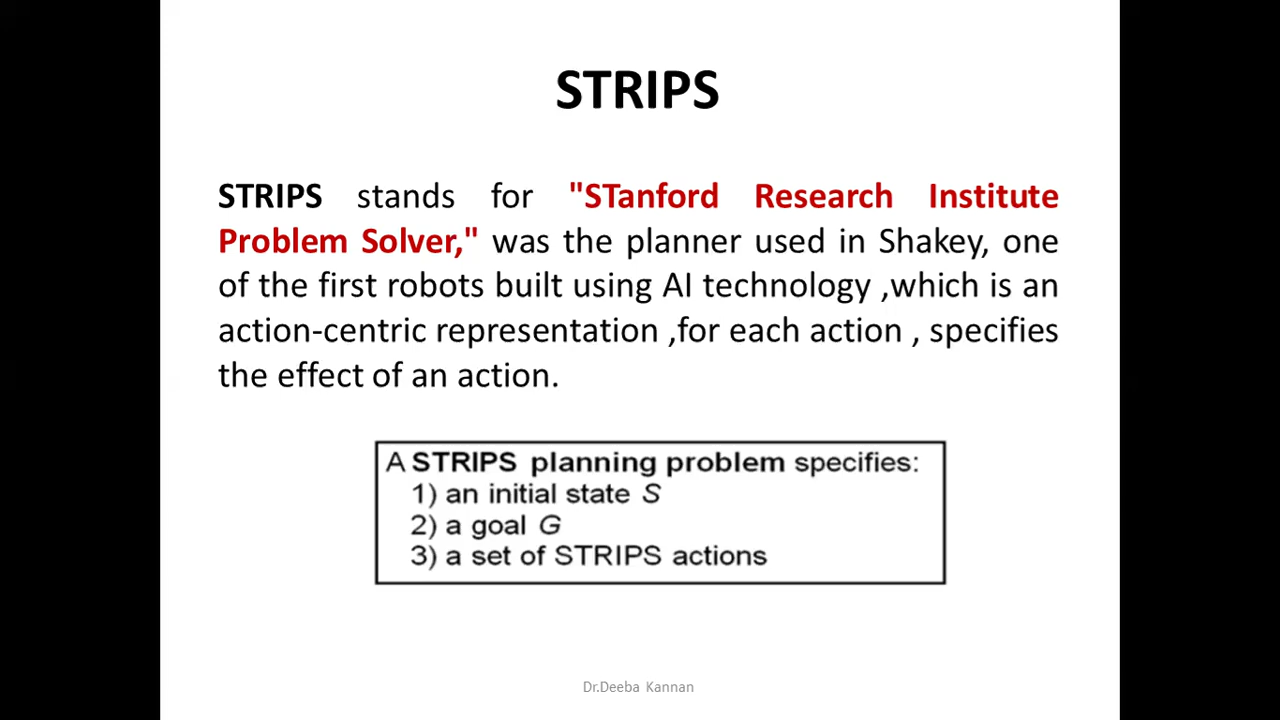 STRIPS
STRIPS stands for "STanford Research Institute
Problem Solver," was the planner used in Shakey, one
of the first robots built using AI technology ,which is an
action-centric representation ,for each action , specifies
the effect of an action.
A STRIPS planning problem specifies:
1) an initial state S
2) a goal G
3) a set of STRIPS actions
Dr.Deeba Kannan